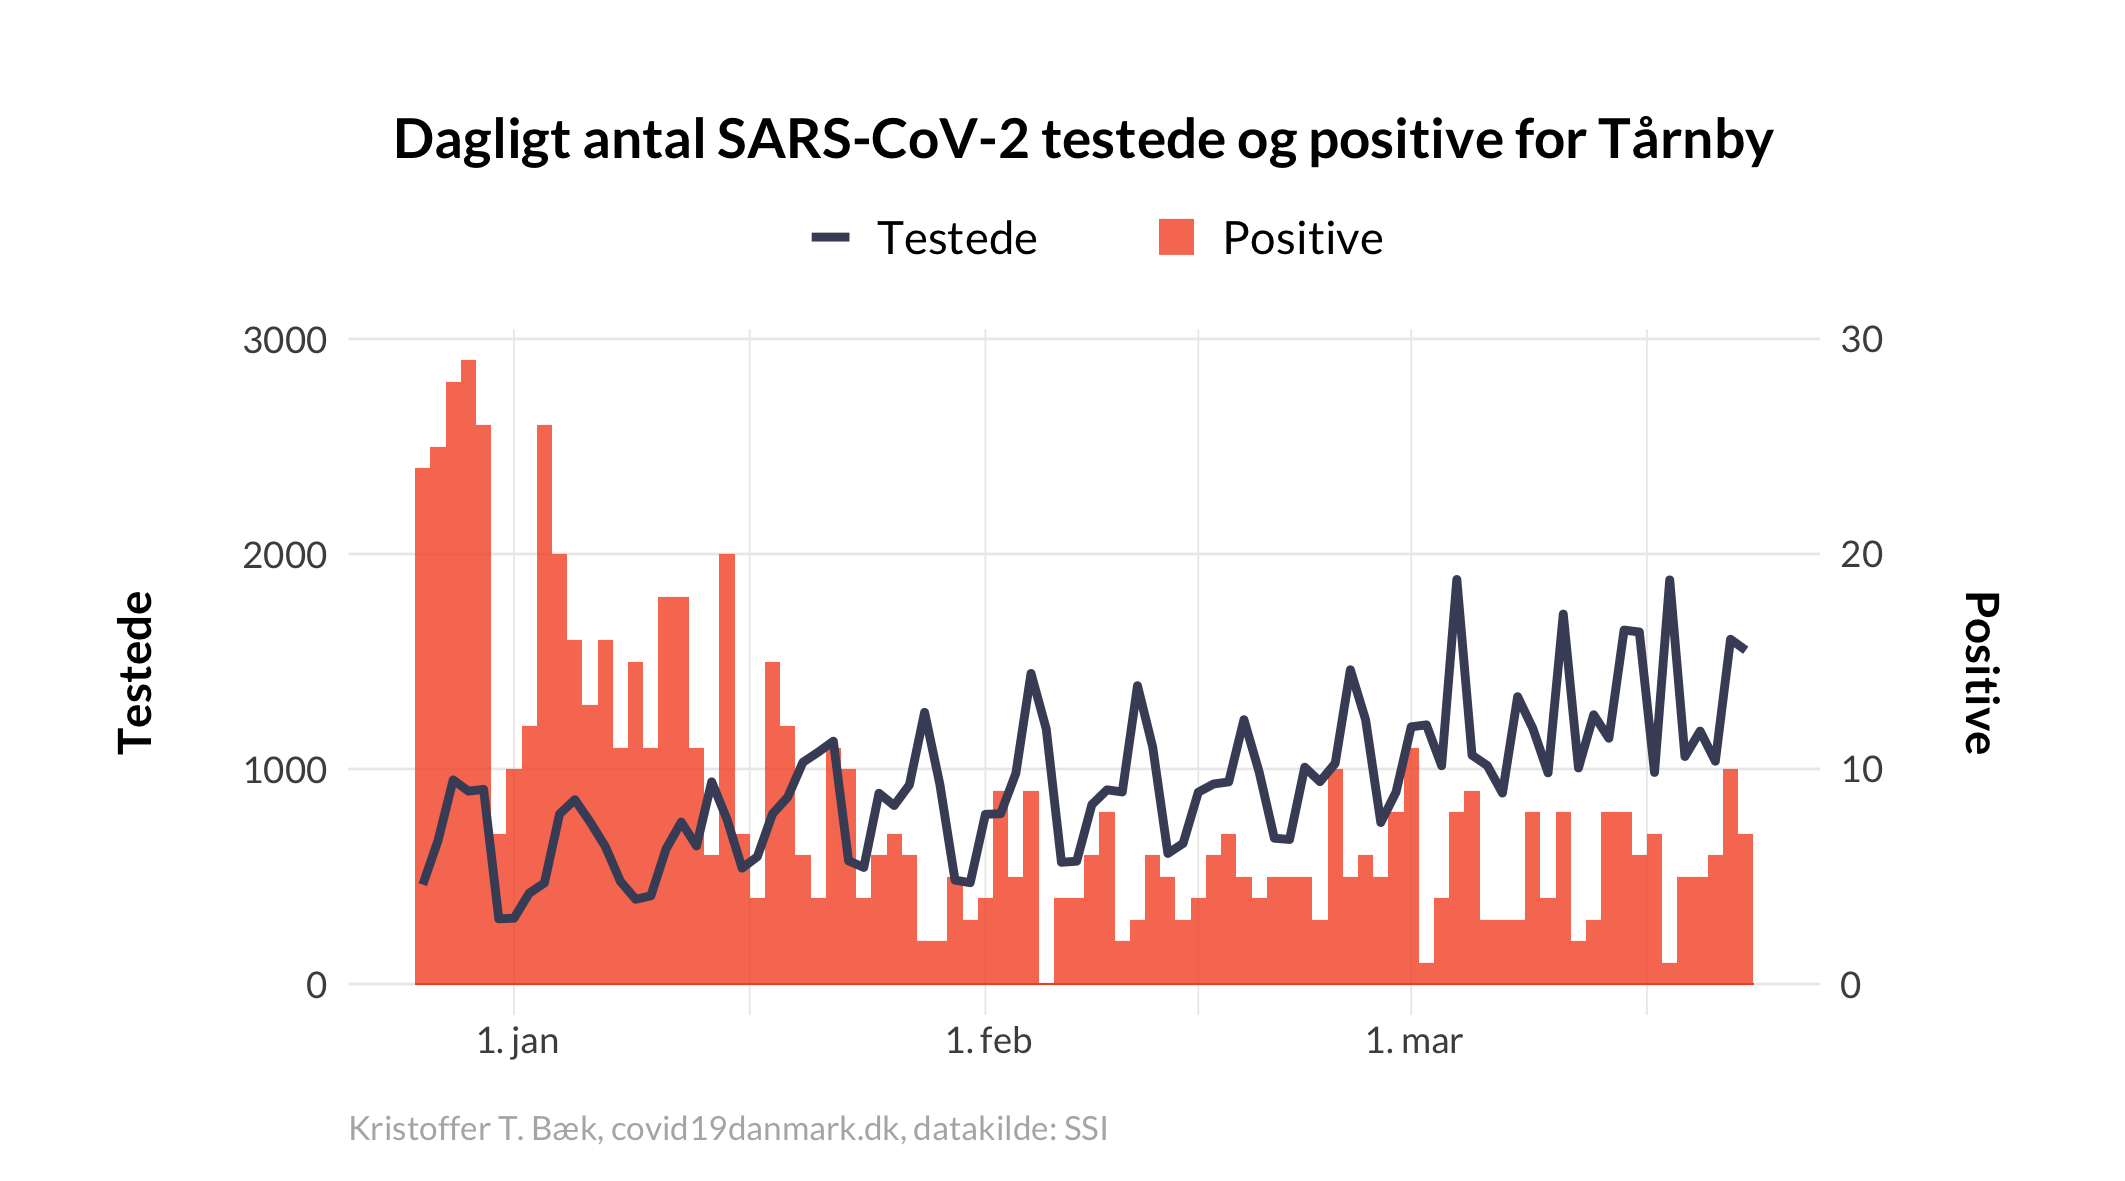 Dagligt antal SARS-CoV-2 testede og positive for Tårnby
Testede Positive
3000 30
2000 20
1000 10
0 0
Testede
Positive
1. jan 1. feb 1. mar
Kristoffer T. Bæk, covid19danmark.dk, datakilde: SSI